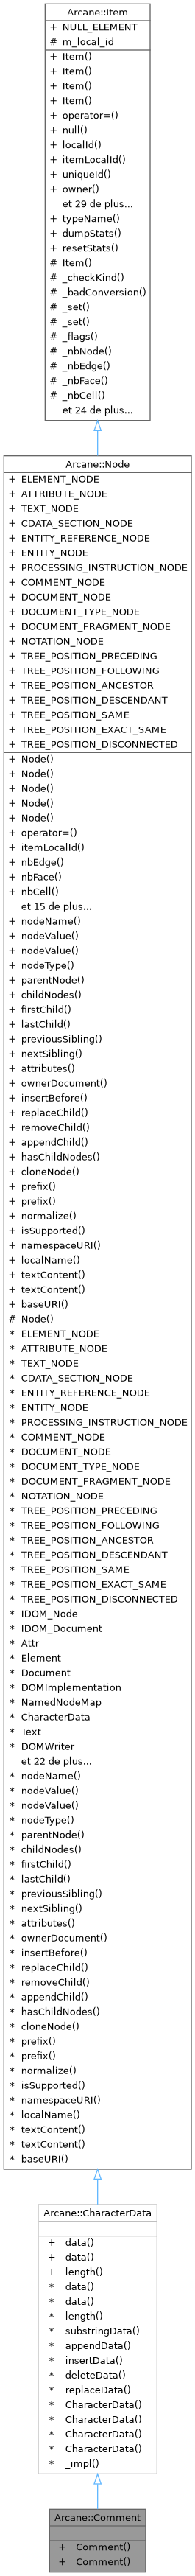 Arcane::Item
+ NULL_ELEMENT
# m_local_id
+ Item()
+ Item()
+ Item()
+ Item()
+ operator=()
+ null()
+ localId()
+ itemLocalId()
+ uniqueId()
+ owner()
et 29 de plus...
+ typeName()
+ dumpStats()
+ resetStats()
# Item()
# _checkKind()
# _badConversion()
# _set()
# _set()
# _flags()
# _nbNode()
# _nbEdge()
# _nbFace()
# _nbCell()
et 24 de plus...
Arcane::Node
+ ELEMENT_NODE
+ ATTRIBUTE_NODE
+ TEXT_NODE
+ CDATA_SECTION_NODE
+ ENTITY_REFERENCE_NODE
+ ENTITY_NODE
+ PROCESSING_INSTRUCTION_NODE
+ COMMENT_NODE
+ DOCUMENT_NODE
+ DOCUMENT_TYPE_NODE
+ DOCUMENT_FRAGMENT_NODE
+ NOTATION_NODE
+ TREE_POSITION_PRECEDING
+ TREE_POSITION_FOLLOWING
+ TREE_POSITION_ANCESTOR
+ TREE_POSITION_DESCENDANT
+ TREE_POSITION_SAME
+ TREE_POSITION_EXACT_SAME
+ TREE_POSITION_DISCONNECTED
+ Node()
+ Node()
+ Node()
+ Node()
+ Node()
+ operator=()
+ itemLocalId()
+ nbEdge()
+ nbFace()
+ nbCell()
et 15 de plus...
+ nodeName()
+ nodeValue()
+ nodeValue()
+ nodeType()
+ parentNode()
+ childNodes()
+ firstChild()
+ lastChild()
+ previousSibling()
+ nextSibling()
+ attributes()
+ ownerDocument()
+ insertBefore()
+ replaceChild()
+ removeChild()
+ appendChild()
+ hasChildNodes()
+ cloneNode()
+ prefix()
+ prefix()
+ normalize()
+ isSupported()
+ namespaceURI()
+ localName()
+ textContent()
+ textContent()
+ baseURI()
# Node()
* ELEMENT_NODE
* ATTRIBUTE_NODE
* TEXT_NODE
* CDATA_SECTION_NODE
* ENTITY_REFERENCE_NODE
* ENTITY_NODE
* PROCESSING_INSTRUCTION_NODE
* COMMENT_NODE
* DOCUMENT_NODE
* DOCUMENT_TYPE_NODE
* DOCUMENT_FRAGMENT_NODE
* NOTATION_NODE
* TREE_POSITION_PRECEDING
* TREE_POSITION_FOLLOWING
* TREE_POSITION_ANCESTOR
* TREE_POSITION_DESCENDANT
* TREE_POSITION_SAME
* TREE_POSITION_EXACT_SAME
* TREE_POSITION_DISCONNECTED
* IDOM_Node
* IDOM_Document
* Attr
* Element
* Document
* DOMImplementation
* NamedNodeMap
* CharacterData
* Text
* DOMWriter
et 22 de plus...
* nodeName()
* nodeValue()
* nodeValue()
* nodeType()
* parentNode()
* childNodes()
* firstChild()
* lastChild()
* previousSibling()
* nextSibling()
* attributes()
* ownerDocument()
* insertBefore()
* replaceChild()
* removeChild()
* appendChild()
* hasChildNodes()
* cloneNode()
* prefix()
* prefix()
* normalize()
* isSupported()
* namespaceURI()
* localName()
* textContent()
* textContent()
* baseURI()
Arcane::CharacterData
+ data()
+ data()
+ length()
* data()
* data()
* length()
* substringData()
* appendData()
* insertData()
* deleteData()
* replaceData()
* CharacterData()
* CharacterData()
* CharacterData()
* CharacterData()
* _impl()
Arcane::Comment
+ Comment()
+ Comment()